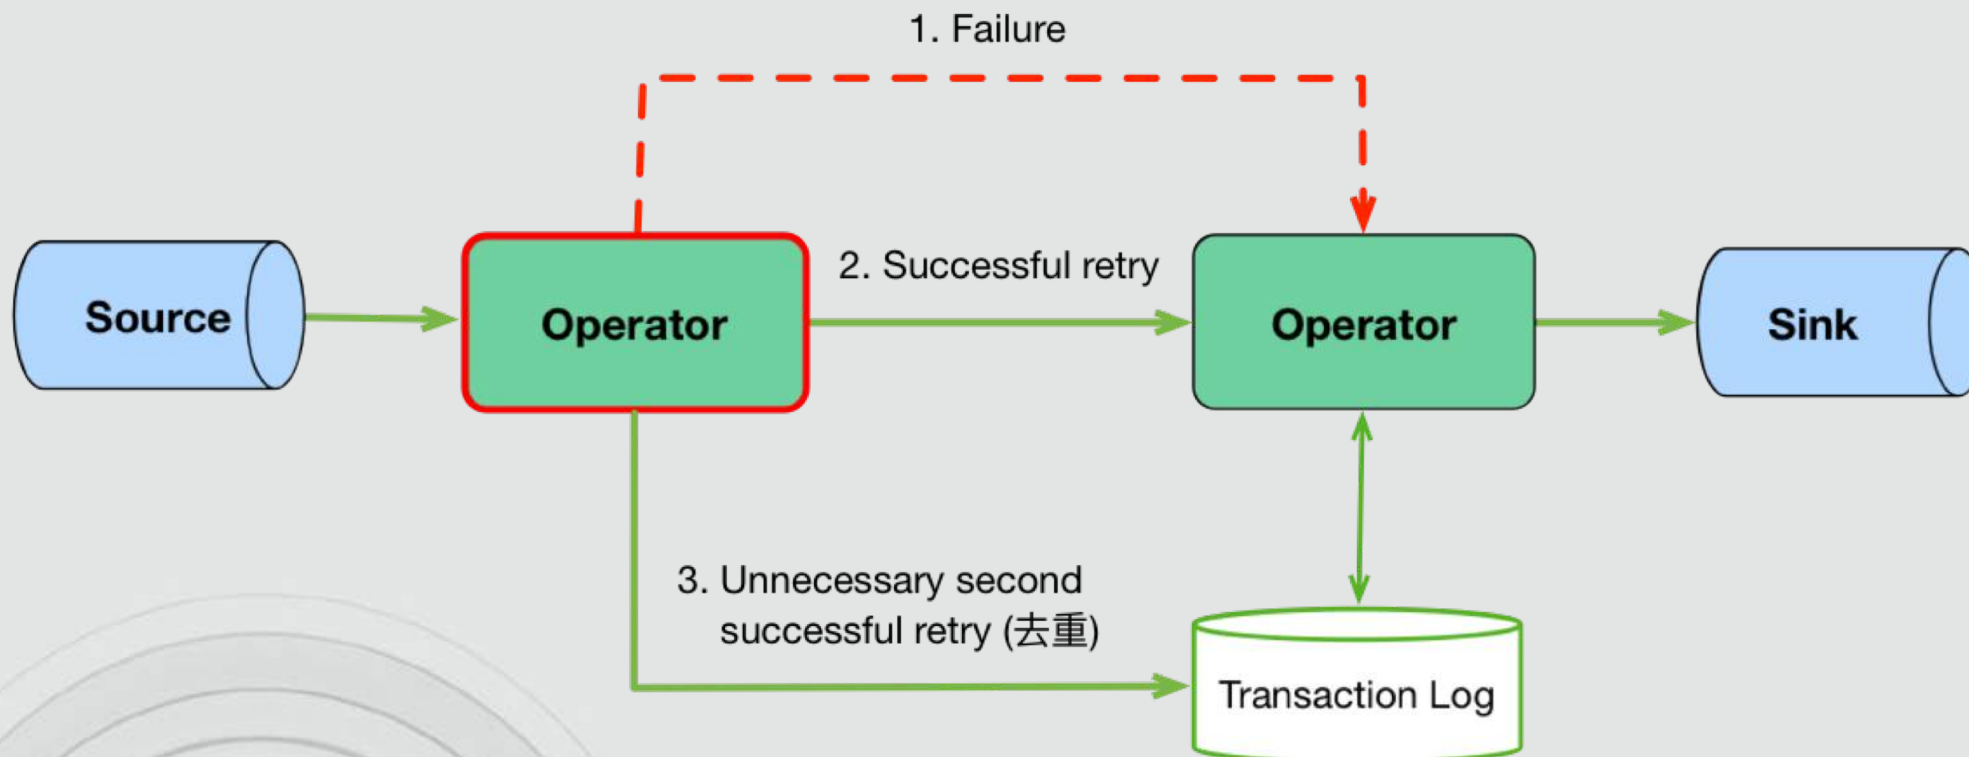 1. Failure
2. Successful retry
Source
Operator
Operator
Sink
3. Unnecessary second
successful retry (去重)
Transaction Log